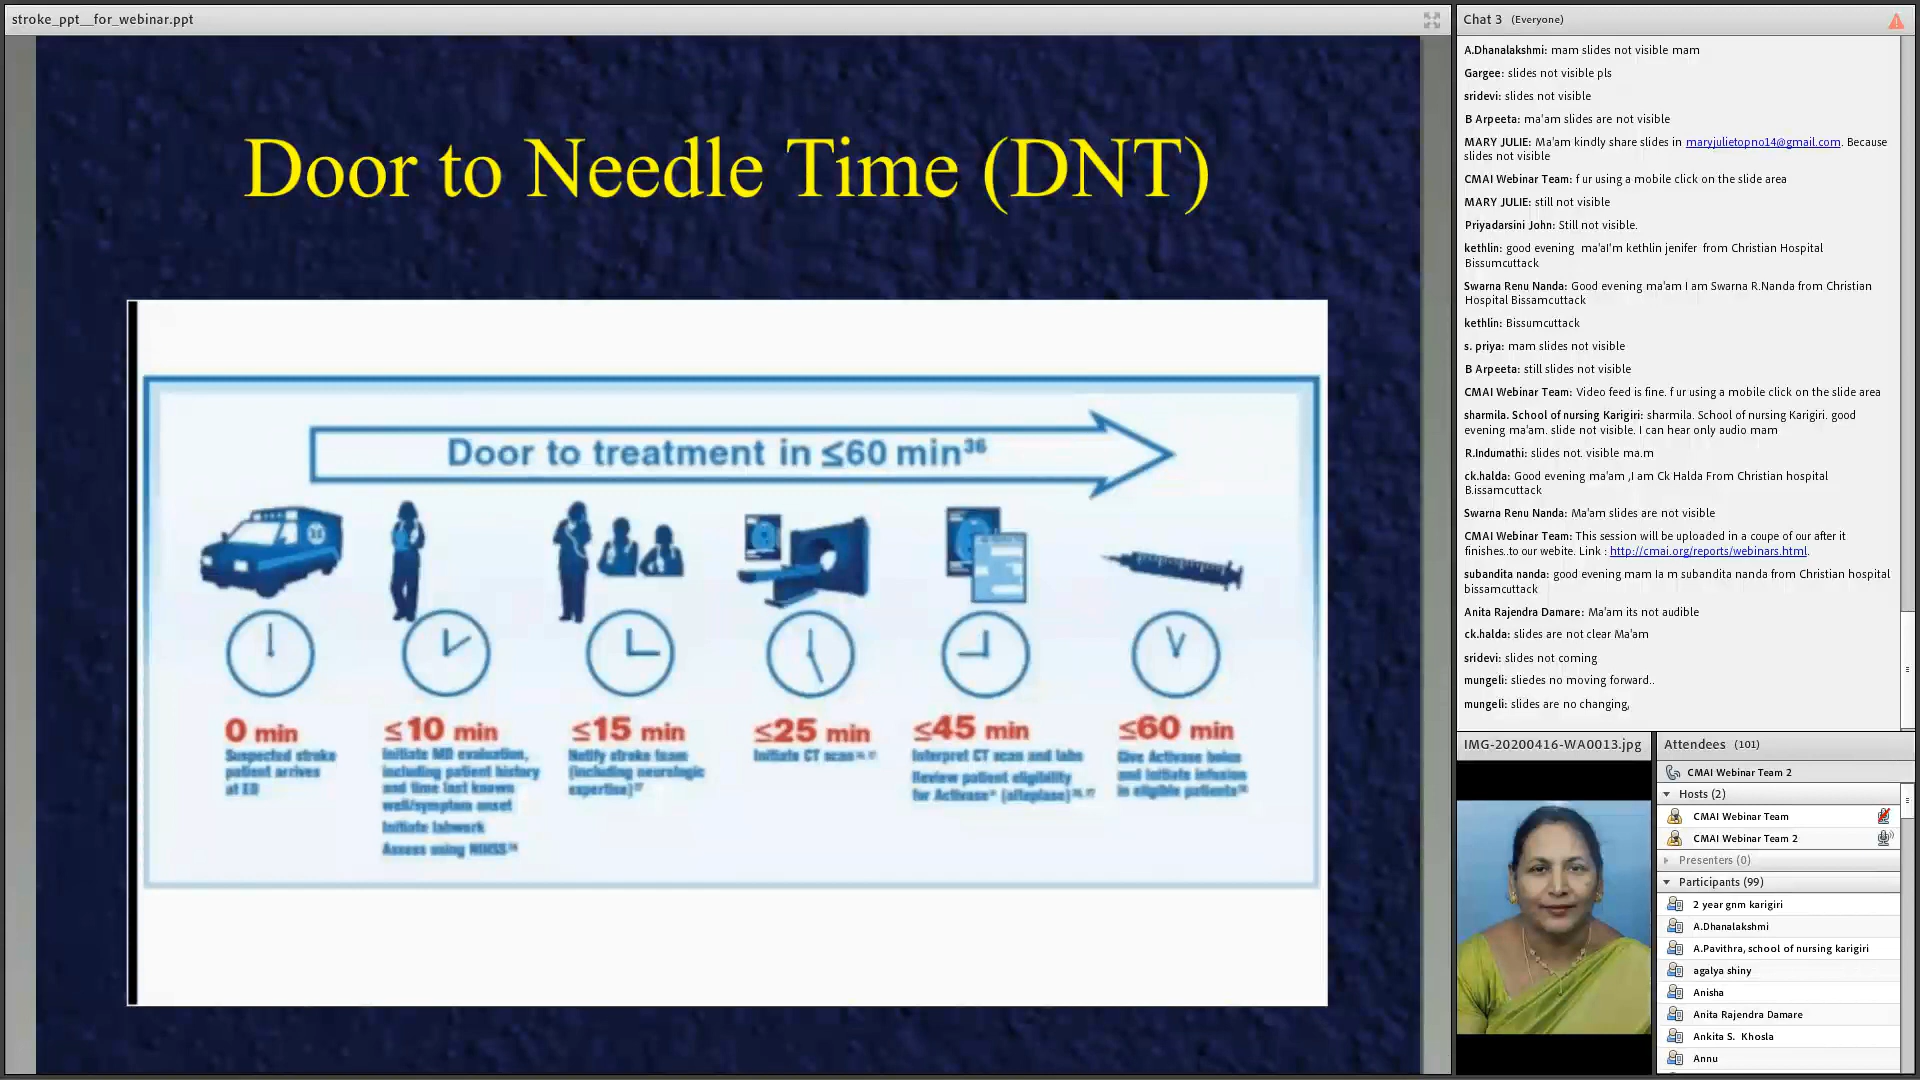 stroke_ppt__for_webinar.ppt
Door to Needle Time (DNT)
Door to treatment in ≤60 min36
0 min
Suspected stroke
patient arrives
at ED
≤10 min
Initiate MD evaluation,
including patient history
and time last known
well/symptom onset
Initiate labwork
Assess using NIHSS
≤15 min
Notify stroke team
(including neurologic
expertise)
≤25 min
Initiate CT scan
≤45 min
Interpret CT scan and labs
Review patient eligibility
for Activase® (alteplase)
≤60 min
Give Activase bolus
and initiate infusion
in eligible patients
Chat 3 (Everyone)
A.Dhanalakshmi: mam slides not visible mam
Gargee: slides not visible pls
sridevi: slides not visible
B Arpeeta: ma'am slides are not visible
MARY JULIE: Ma'am kindly share slides in maryjulietopno14@gmail.com. Because
slides not visible
CMAI Webinar Team: f ur using a mobile click on the slide area
MARY JULIE: still not visible
Priyadarsini John: Still not visible.
kethlin: good evening ma'aI'm kethlin jenifer from Christian Hospital
Bissumcuttack
Swarna Renu Nanda: Good evening ma'am I am Swarna R.Nanda from Christian
Hospital Bissamcuttack
kethlin: Bissumcuttack
s. priya: mam slides not visible
B Arpeeta: still slides not visible
CMAI Webinar Team: Video feed is fine. f ur using a mobile click on the slide area
sharmila. School of nursing Karigiri: sharmila. School of nursing Karigiri. good
evening ma'am. slide not visible. I can hear only audio mam
R.Indumathi: slides not. visible ma.m
ck.halda: Good evening ma'am ,I am Ck Halda From Christian hospital
B.issamcuttack
Swarna Renu Nanda: Ma'am slides are not visible
CMAI Webinar Team: This session will be uploaded in a coupe of our after it
finishes..to our webite. Link : http://cmai.org/reports/webinars.html.
subandita nanda: good evening mam Ia m subandita nanda from Christian hospital
bissamcuttack
Anita Rajendra Damare: Ma'am its not audible
ck.halda: slides are not clear Ma'am
sridevi: slides not coming
mungeli: sliedes no moving forward..
mungeli: slides are no changing,
IMG-20200416-WA0013.jpg
Attendees (101)
CMAI Webinar Team 2
Hosts (2)
CMAI Webinar Team
CMAI Webinar Team 2
Presenters (0)
Participants (99)
2 year gnm karigiri
A.Dhanalakshmi
A.Pavithra, school of nursing karigiri
agalya shiny
Anisha
Anita Rajendra Damare
Ankita S. Khosla
Annu